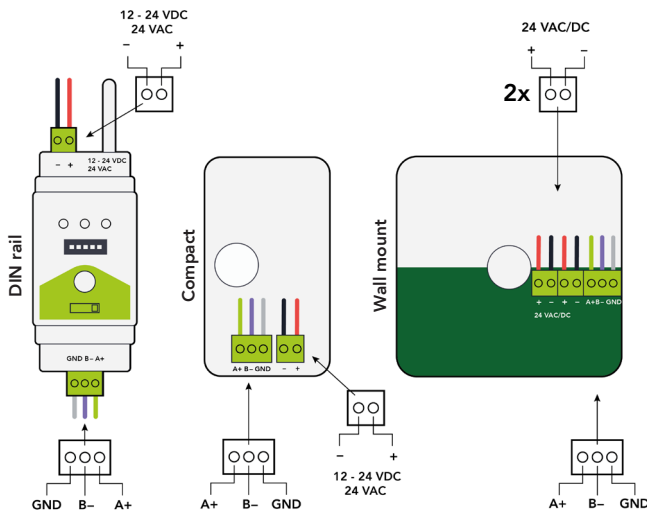 12 - 24 VDC
24 VAC
– +
24 VAC/DC
+ –
2x
– + 12 - 24 VDC
24 VAC
DIN rail
Compact
Wall mount
+ – + – A+ B– GND
24 VAC/DC
GND B– A+
A+ B– GND – +
– +
12 - 24 VDC
24 VAC
GND B– A+
A+ B– GND
A+ B– GND